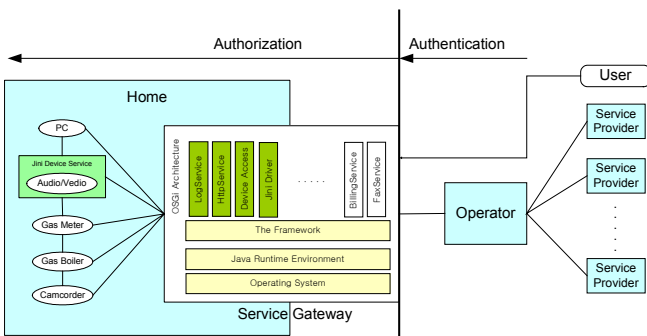 Authorization
Authentication
Home
User
PC
Jini Device Service
Audio/Vedio
Gas Meter
Gas Boiler
Camcorder
OSGi Architecture
LogService
HttpService
Device Access
Jini Driver
. . . . .
BillingService
FaxService
The Framework
Java Runtime Environment
Operating System
Service Gateway
Operator
Service
Provider
Service
Provider
. . . . .
Service
Provider